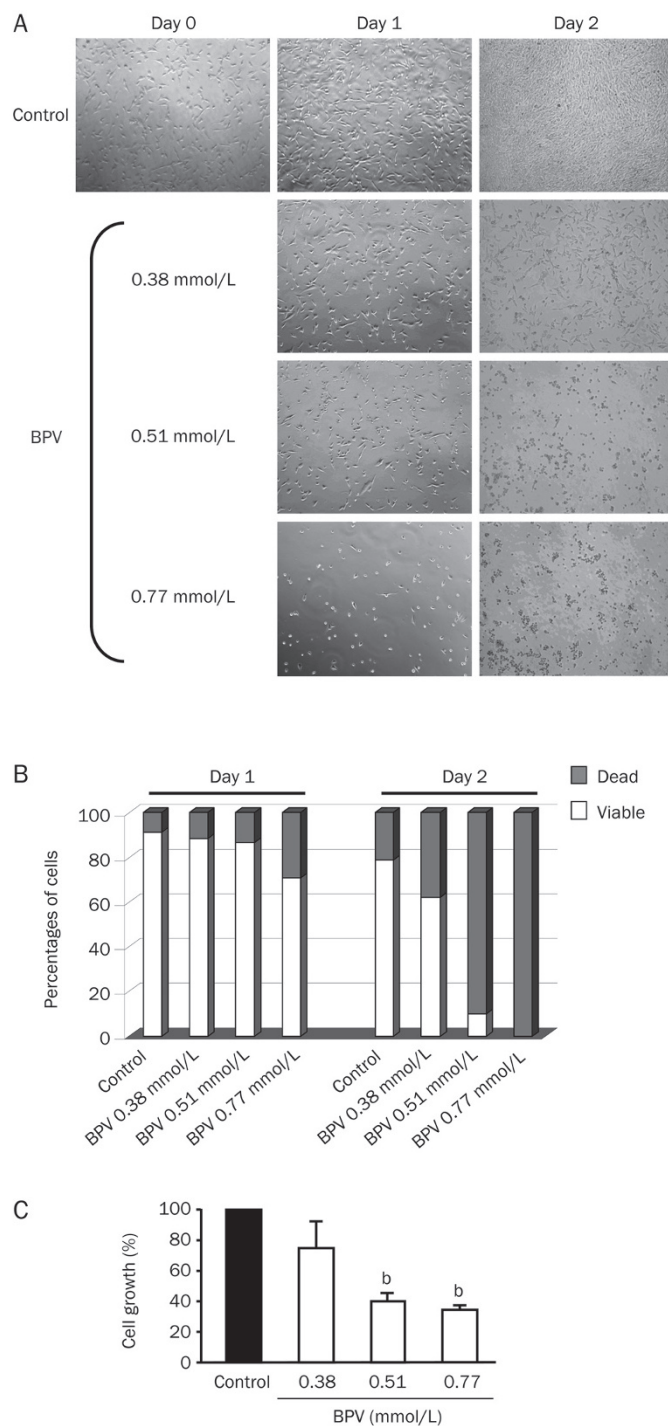 A
Day 0 Day 1 Day 2
Control
0.38 mmol/L
BPV 0.51 mmol/L
0.77 mmol/L
B
Day 1 Day 2
Dead
Viable
Percentages of cells
100
80
60
40
20
0
Control
BPV 0.38 mmol/L
BPV 0.51 mmol/L
BPV 0.77 mmol/L
Control
BPV 0.38 mmol/L
BPV 0.51 mmol/L
BPV 0.77 mmol/L
C
Cell growth (%)
100
80
60
40
20
0
b b
Control 0.38 0.51 0.77
BPV (mmol/L)